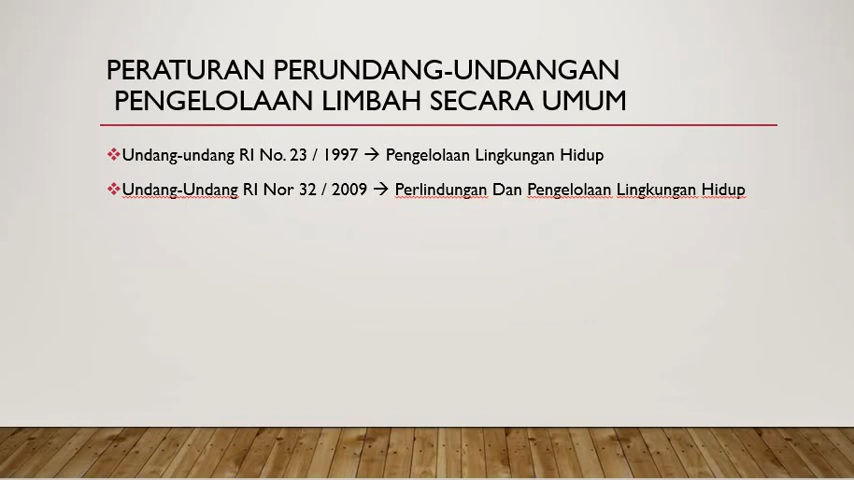 PERATURAN PERUNDANG-UNDANGAN
PENGELOLAAN LIMBAH SECARA UMUM
❖Undang-undang RI No. 23 / 1997 → Pengelolaan Lingkungan Hidup
❖Undang-Undang RI Nor 32 / 2009 → Perlindungan Dan Pengelolaan Lingkungan Hidup